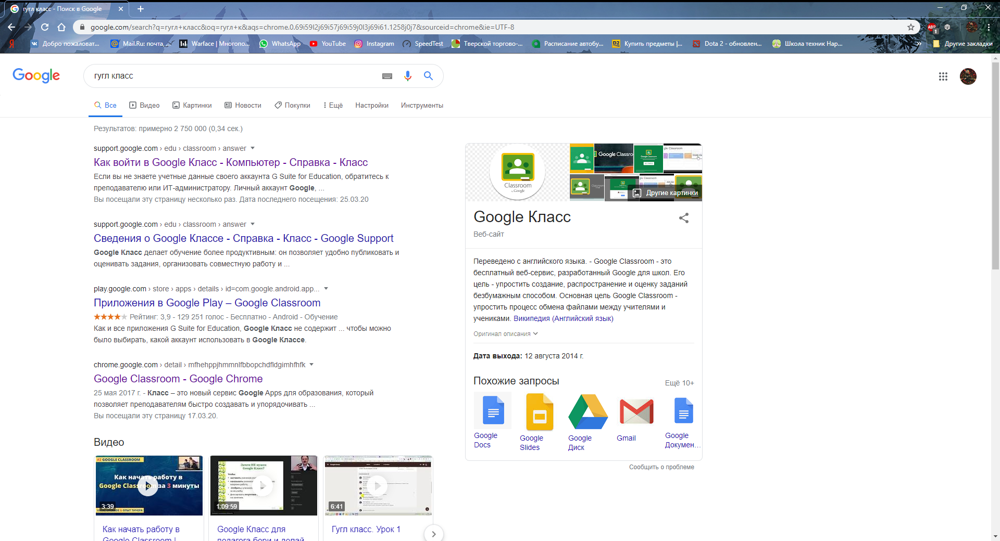 гугл класс - Поиск в Google
google.com/search?q=гугл+класс&oq=гугл+к&aqs=chrome.0.69i59l2j69i57j69i59j0l3j69i61.1258j0j7&sourceid=chrome&ie=UTF-8
ABP
1
Я
Добро пожаловат...
Mail.Ru: почта, ...
Warface | Многопо...
WhatsApp
YouTube
Instagram
SpeedTest
Тверской торгово-...
Расписание автобу...
Купить предметы |...
Dota 2 - обновлен...
Школа техник Нар...
»
Другие закладки
Google
гугл класс
Все
Видео
Картинки
Новости
Покупки
Ещё
Настройки
Инструменты
Результатов: примерно 2 750 000 (0,34 сек.)
support.google.com › edu › classroom › answer
Как войти в Google Класс - Компьютер - Справка - Класс
Если вы не знаете учетные данные своего аккаунта G Suite for Education, обратитесь к
преподавателю или ИТ-администратору. Личный аккаунт Google, ...
Вы посещали эту страницу несколько раз. Дата последнего посещения: 25.03.20
support.google.com › edu › classroom › answer
Сведения о Google Классе - Справка - Класс - Google Support
Google Класс делает обучение более продуктивным: он позволяет удобно публиковать и
оценивать задания, организовать совместную работу и ...
play.google.com › store › apps › details › id=com.google.android.app...
Приложения в Google Play – Google Classroom
Рейтинг: 3,9 - 129 251 голос - Бесплатно - Android - Обучение
Как и все приложения G Suite for Education, Google Класс не содержит ... чтобы можно
было выбирать, какой аккаунт использовать в Google Классе.
chrome.google.com › detail › mfhehppjhmmnlfbbopchdfldgimhfhfk
Google Classroom - Google Chrome
25 мая 2017 г. - Класс – это новый сервис Google Apps для образования, который
позволяет преподавателям быстро создавать и упорядочивать ...
Вы посещали эту страницу 17.03.20.
Видео
#2 GOOGLE CLASSROOM
Как начать работу в
Google Classroom за 3 минуты
3:39
ОПЫТ ТИЧЕРА
Как начать работу в
Google Classroom |
Зачем НЕ нужен
Google Класс?
Чтобы:
1:09:59
Google Класс для
педагога бери и делай
6:41
Гугл класс. Урок 1
Classroom
by Google
Google Classro
gle Classroom
Classroom
Другие картинки
Google Класс
Веб-сайт
Переведено с английского языка. - Google Classroom - это
бесплатный веб-сервис, разработанный Google для школ. Его
цель - упростить создание, распространение и оценку заданий
безбумажным способом. Основная цель Google Classroom -
упростить процесс обмена файлами между учителями и
учениками. Википедия (Английский язык)
Оригинал описания
Дата выхода: 12 августа 2014 г.
Похожие запросы
Ещё 10+
Google
Docs
Google
Slides
Google
Диск
Gmail
Google
Докумен...
Сообщить о проблеме